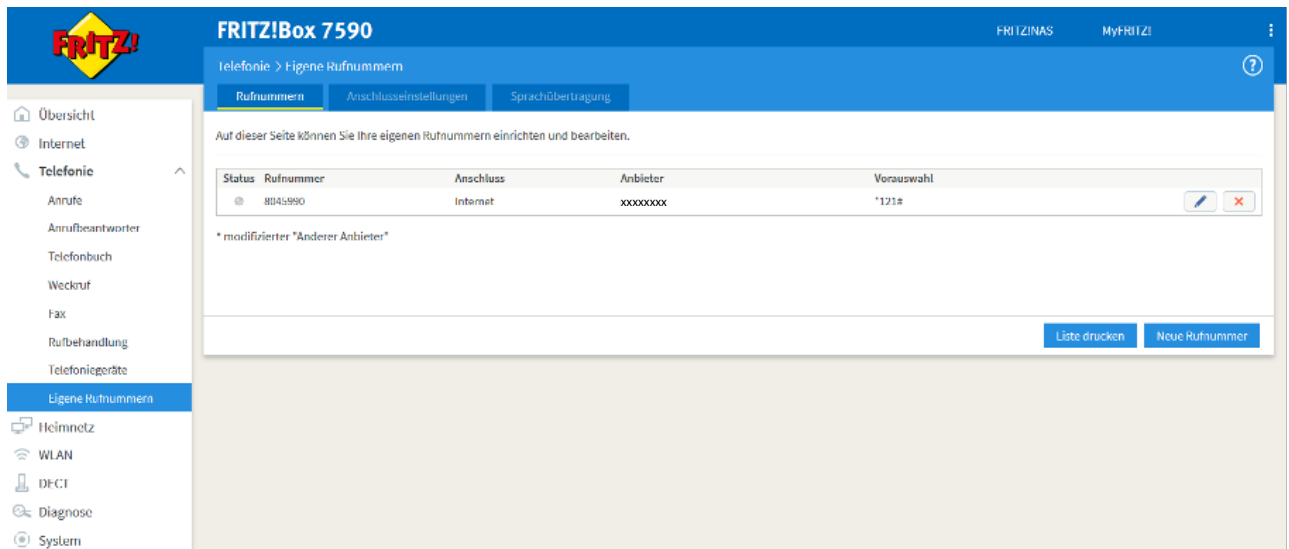 FRITZ!
FRITZ!Box 7590
FRITZ!NAS MyFRITZ!
Telefonie > Eigene Rufnummern
Rufnummern Anschlusseinstellungen Sprachübertragung
Übersicht
Internet
Telefonie
Anrufe
Anrufbeantworter
Telefonbuch
Weckruf
Fax
Rufbehandlung
Telefoniegeräte
Eigene Rufnummern
Heimnetz
WLAN
DECT
Diagnose
System
Auf dieser Seite können Sie Ihre eigenen Rufnummern einrichten und bearbeiten.
Status Rufnummer Anschluss Anbieter Vorauswahl
8045990 Internet xxxxxxxx *121#
* modifizierter "Anderer Anbieter"
Liste drucken Neue Rufnummer